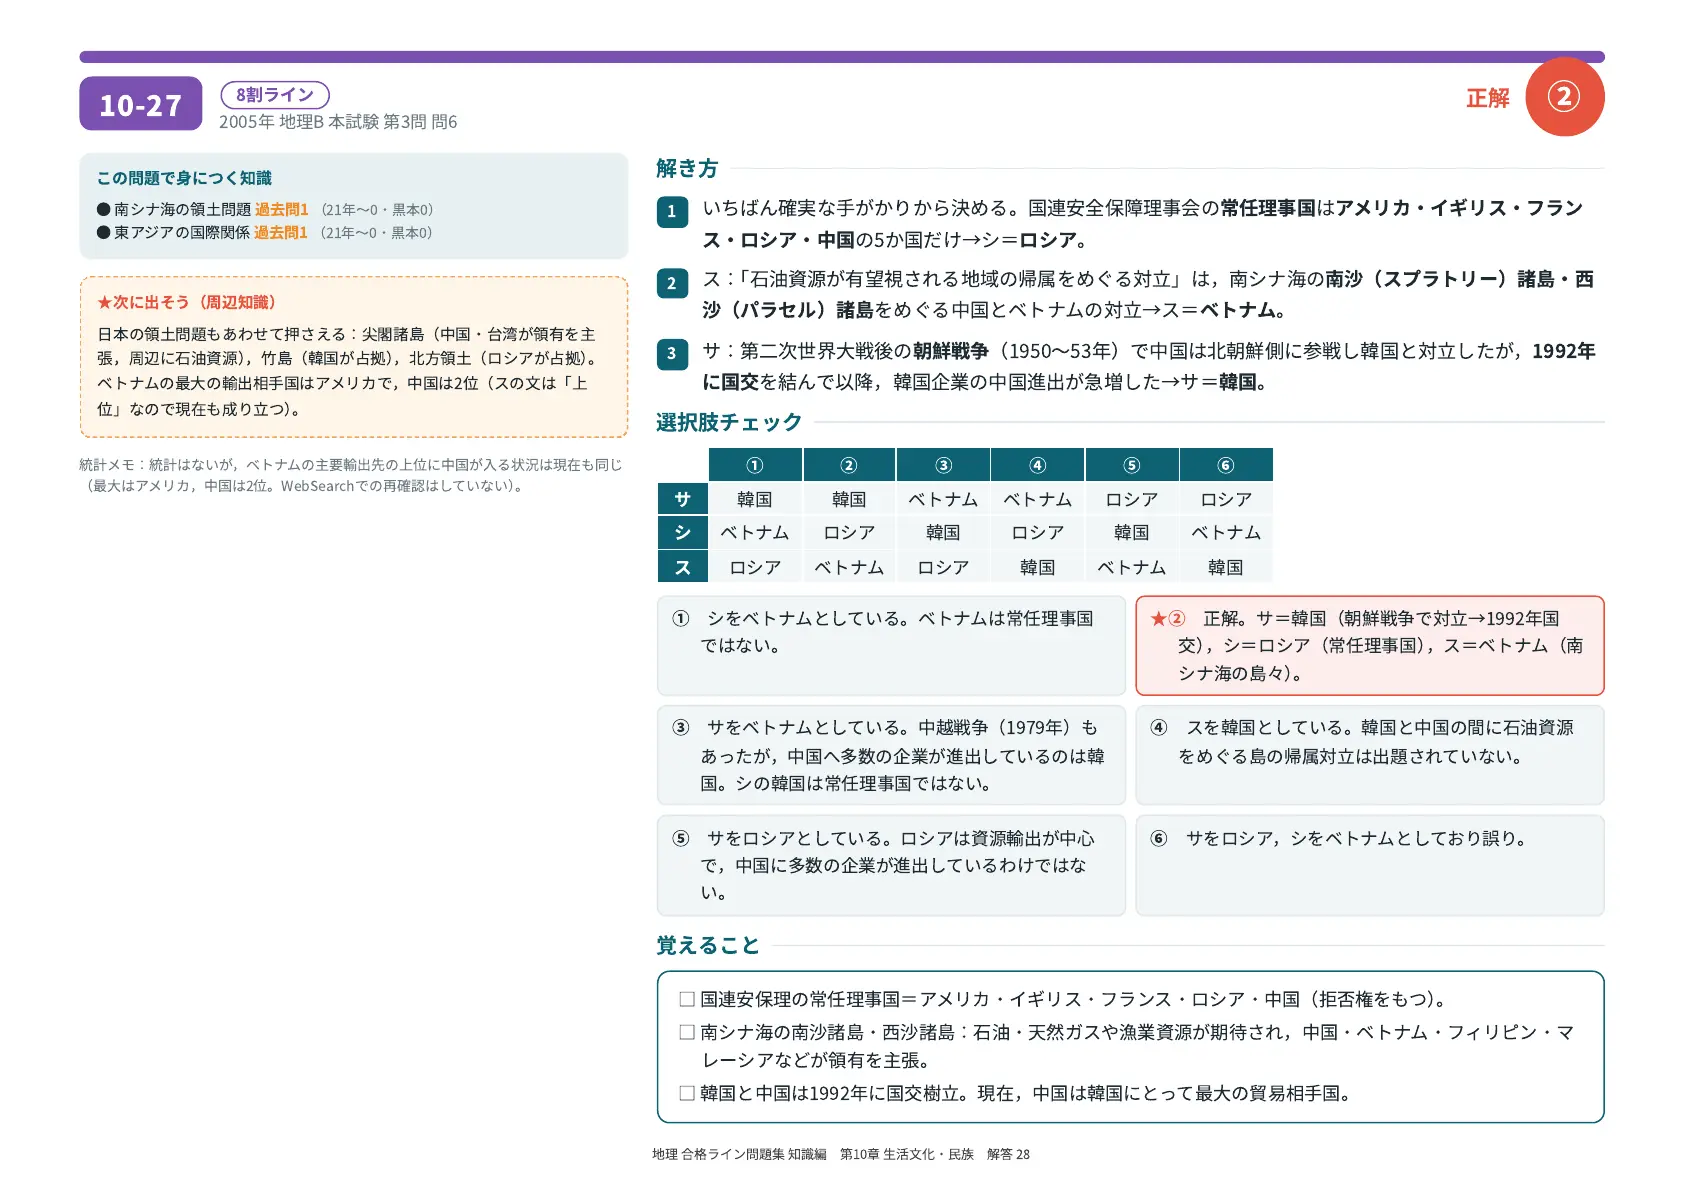 10-27
8割ライン
2005年 地理B 本試験 第3問 問6
正解 ②
この問題で身につく知識
●南シナ海の領土問題 過去問1 （21年〜0・黒本0）
●東アジアの国際関係 過去問1 （21年〜0・黒本0）
★次に出そう（周辺知識）
日本の領土問題もあわせて押さえる：尖閣諸島（中国・台湾が領有を主
張，周辺に石油資源），竹島（韓国が占拠），北方領土（ロシアが占拠）。
ベトナムの最大の輸出相手国はアメリカで，中国は2位（スの文は「上
位」なので現在も成り立つ）。
統計メモ：統計はないが，ベトナムの主要輸出先の上位に中国が入る状況は現在も同じ
（最大はアメリカ，中国は2位。WebSearchでの再確認はしていない）。
解き方
1 いちばん確実な手がかりから決める。国連安全保障理事会の常任理事国はアメリカ・イギリス・フラン
ス・ロシア・中国の5か国だけ→シ＝ロシア。
2 ス：「石油資源が有望視される地域の帰属をめぐる対立」は，南シナ海の南沙（スプラトリー）諸島・西
沙（パラセル）諸島をめぐる中国とベトナムの対立→ス＝ベトナム。
3 サ：第二次世界大戦後の朝鮮戦争（1950〜53年）で中国は北朝鮮側に参戦し韓国と対立したが，1992年
に国交を結んで以降，韓国企業の中国進出が急増した→サ＝韓国。
選択肢チェック
① ② ③ ④ ⑤ ⑥
サ 韓国 韓国 ベトナム ベトナム ロシア ロシア
シ ベトナム ロシア 韓国 ロシア 韓国 ベトナム
ス ロシア ベトナム ロシア 韓国 ベトナム 韓国
① シをベトナムとしている。ベトナムは常任理事国
ではない。
★② 正解。サ＝韓国（朝鮮戦争で対立→1992年国
交），シ＝ロシア（常任理事国），ス＝ベトナム（南
シナ海の島々）。
③ サをベトナムとしている。中越戦争（1979年）も
あったが，中国へ多数の企業が進出しているのは韓
国。シの韓国は常任理事国ではない。
④ スを韓国としている。韓国と中国の間に石油資源
をめぐる島の帰属対立は出題されていない。
⑤ サをロシアとしている。ロシアは資源輸出が中心
で，中国に多数の企業が進出しているわけではな
い。
⑥ サをロシア，シをベトナムとしており誤り。
覚えること
□ 国連安保理の常任理事国＝アメリカ・イギリス・フランス・ロシア・中国（拒否権をもつ）。
□ 南シナ海の南沙諸島・西沙諸島：石油・天然ガスや漁業資源が期待され，中国・ベトナム・フィリピン・マ
レーシアなどが領有を主張。
□ 韓国と中国は1992年に国交樹立。現在，中国は韓国にとって最大の貿易相手国。
地理 合格ライン問題集 知識編 第10章 生活文化・民族 解答 28